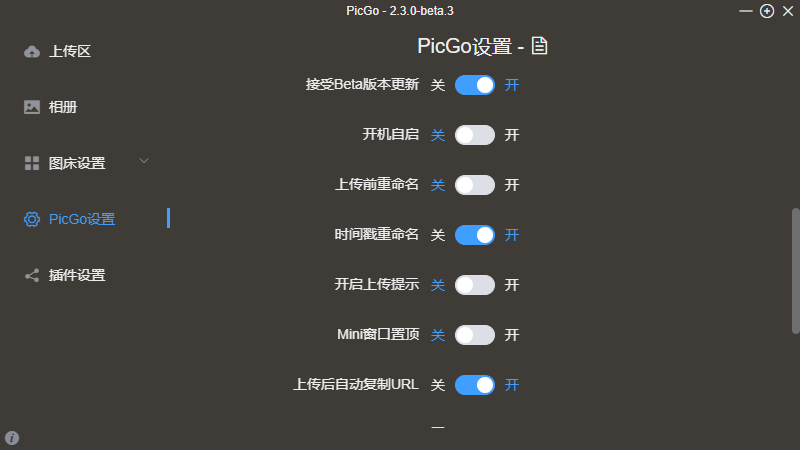 PicGo - 2.3.0-beta.3
上传区
相册
图床设置
PicGo设置
插件设置
PicGo设置 -
接受Beta版本更新 关 开
开机自启 关 开
上传前重命名 关 开
时间戳重命名 关 开
开启上传提示 关 开
Mini窗口置顶 关 开
上传后自动复制URL 关 开